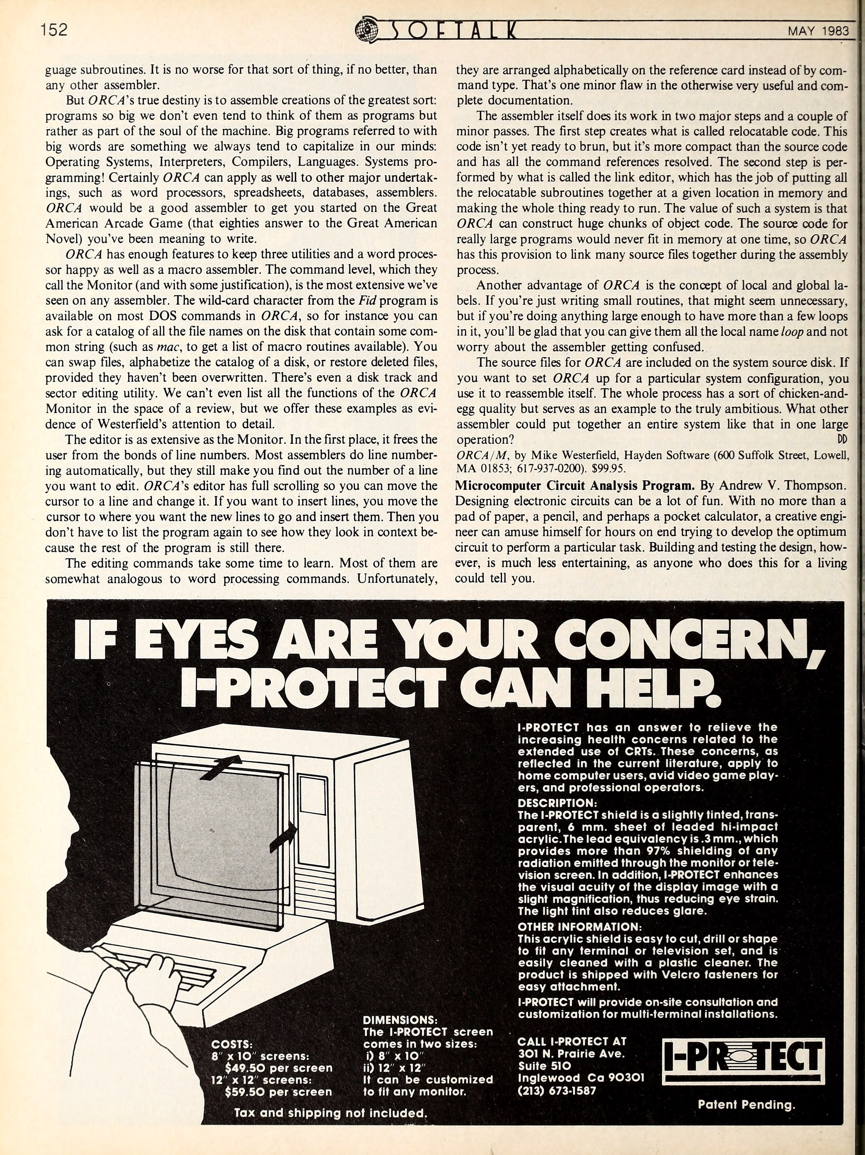 152
SOFTALK
MAY 1983
guage subroutines. It is no worse for that sort of thing, if no better, than
any other assembler.
But ORCA's true destiny is to assemble creations of the greatest sort:
programs so big we don't even tend to think of them as programs but
rather as part of the soul of the machine. Big programs referred to with
big words are something we always tend to capitalize in our minds:
Operating Systems, Interpreters, Compilers, Languages. Systems pro-
gramming! Certainly ORCA can apply as well to other major undertak-
ings, such as word processors, spreadsheets, databases, assemblers.
ORCA would be a good assembler to get you started on the Great
American Arcade Game (that eighties answer to the Great American
Novel) you've been meaning to write.
ORCA has enough features to keep three utilities and a word proces-
sor happy as well as a macro assembler. The command level, which they
call the Monitor (and with some justification), is the most extensive we've
seen on any assembler. The wild-card character from the Fid program is
available on most DOS commands in ORCA, so for instance you can
ask for a catalog of all the file names on the disk that contain some com-
mon string (such as mac, to get a list of macro routines available). You
can swap files, alphabetize the catalog of a disk, or restore deleted files,
provided they haven't been overwritten. There's even a disk track and
sector editing utility. We can't even list all the functions of the ORCA
Monitor in the space of a review, but we offer these examples as evi-
dence of Westerfield's attention to detail.
The editor is as extensive as the Monitor. In the first place, it frees the
user from the bonds of line numbers. Most assemblers do line number-
ing automatically, but they still make you find out the number of a line
you want to edit. ORCA's editor has full scrolling so you can move the
cursor to a line and change it. If you want to insert lines, you move the
cursor to where you want the new lines to go and insert them. Then you
don't have to list the program again to see how they look in context be-
cause the rest of the program is still there.
The editing commands take some time to learn. Most of them are
somewhat analogous to word processing commands. Unfortunately,
they are arranged alphabetically on the reference card instead of by com-
mand type. That's one minor flaw in the otherwise very useful and com-
plete documentation.
The assembler itself does its work in two major steps and a couple of
minor passes. The first step creates what is called relocatable code. This
code isn't yet ready to brun, but it's more compact than the source code
and has all the command references resolved. The second step is per-
formed by what is called the link editor, which has the job of putting all
the relocatable subroutines together at a given location in memory and
making the whole thing ready to run. The value of such a system is that
ORCA can construct huge chunks of object code. The source code for
really large programs would never fit in memory at one time, so ORCA
has this provision to link many source files together during the assembly
process.
Another advantage of ORCA is the concept of local and global la-
bels. If you're just writing small routines, that might seem unnecessary,
but if you're doing anything large enough to have more than a few loops
in it, you'll be glad that you can give them all the local name loop and not
worry about the assembler getting confused.
The source files for ORCA are included on the system source disk. If
you want to set ORCA up for a particular system configuration, you
use it to reassemble itself. The whole process has a sort of chicken-and-
egg quality but serves as an example to the truly ambitious. What other
assembler could put together an entire system like that in one large
operation? DD
ORCA/M, by Mike Westerfield, Hayden Software (600 Suffolk Street, Lowell,
MA 01853; 617-937-0200). $99.95.
Microcomputer Circuit Analysis Program. By Andrew V. Thompson.
Designing electronic circuits can be a lot of fun. With no more than a
pad of paper, a pencil, and perhaps a pocket calculator, a creative engi-
neer can amuse himself for hours on end trying to develop the optimum
circuit to perform a particular task. Building and testing the design, how-
ever, is much less entertaining, as anyone who does this for a living
could tell you.
IF EYES ARE YOUR CONCERN,
I-PROTECT CAN HELP.
I-PROTECT has an answer to relieve the
increasing health concerns related to the
extended use of CRTs. These concerns, as
reflected in the current literature, apply to
home computer users, avid video game play-
ers, and professional operators.
DESCRIPTION:
The I-PROTECT shield is a slightly tinted, trans-
parent, 6 mm. sheet of leaded hi-impact
acrylic. The lead equivalency is .3 mm., which
provides more than 97% shielding of any
radiation emitted through the monitor or tele-
vision screen. In addition, I-PROTECT enhances
the visual acuity of the display image with a
slight magnification, thus reducing eye strain.
The light tint also reduces glare.
OTHER INFORMATION:
This acrylic shield is easy to cut, drill or shape
to fit any terminal or television set, and is
easily cleaned with a plastic cleaner. The
product is shipped with Velcro fasteners for
easy attachment.
I-PROTECT will provide on-site consultation and
customization for multi-terminal installations.
COSTS:
8" x 10" screens:
$49.50 per screen
12" x 12" screens:
$59.50 per screen
DIMENSIONS:
The I-PROTECT screen
comes in two sizes:
i) 8" x 10"
ii) 12" x 12"
It can be customized
to fit any monitor.
Tax and shipping not included.
CALL I-PROTECT AT
301 N. Prairie Ave.
Suite 510
Inglewood Ca 90301
(213) 673-1587
I-PROTECT
Patent Pending.